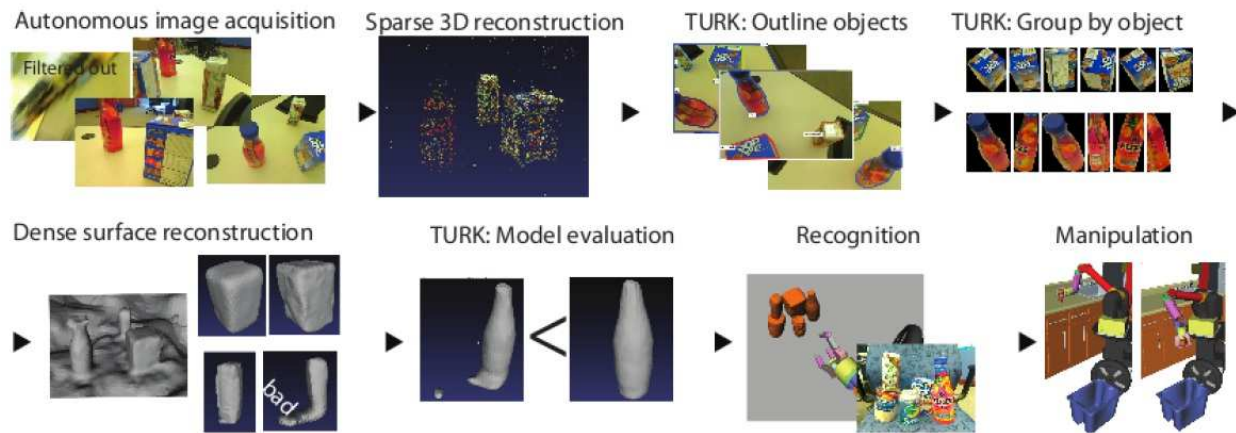 Autonomous image acquisition
Sparse 3D reconstruction
TURK: Outline objects
TURK: Group by object
Filtered out
Dense surface reconstruction
TURK: Model evaluation
Recognition
Manipulation
<
bad